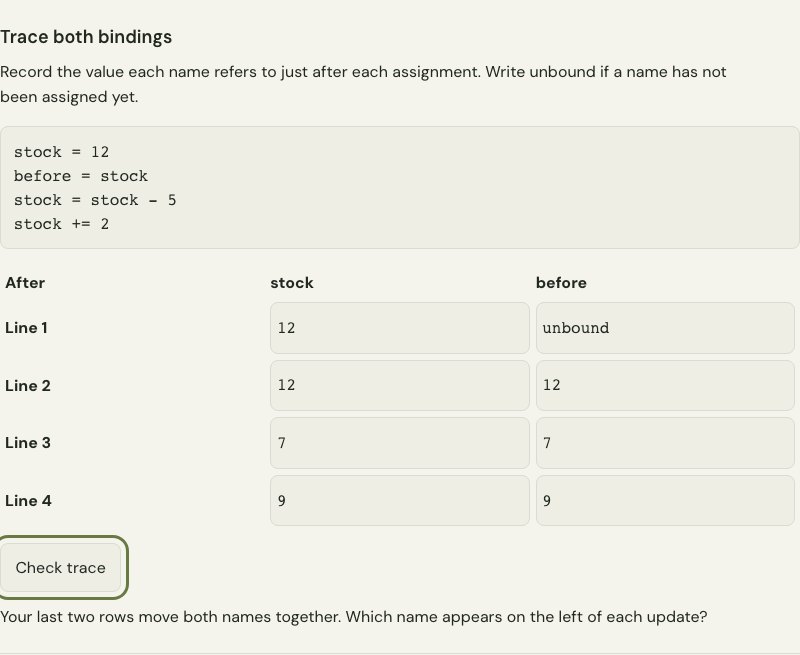 Trace both bindings
Record the value each name refers to just after each assignment. Write unbound if a name has not
been assigned yet.
stock = 12
before = stock
stock = stock - 5
stock += 2
After stock before
Line 1 12 unbound
Line 2 12 12
Line 3 7 7
Line 4 9 9
Check trace
Your last two rows move both names together. Which name appears on the left of each update?